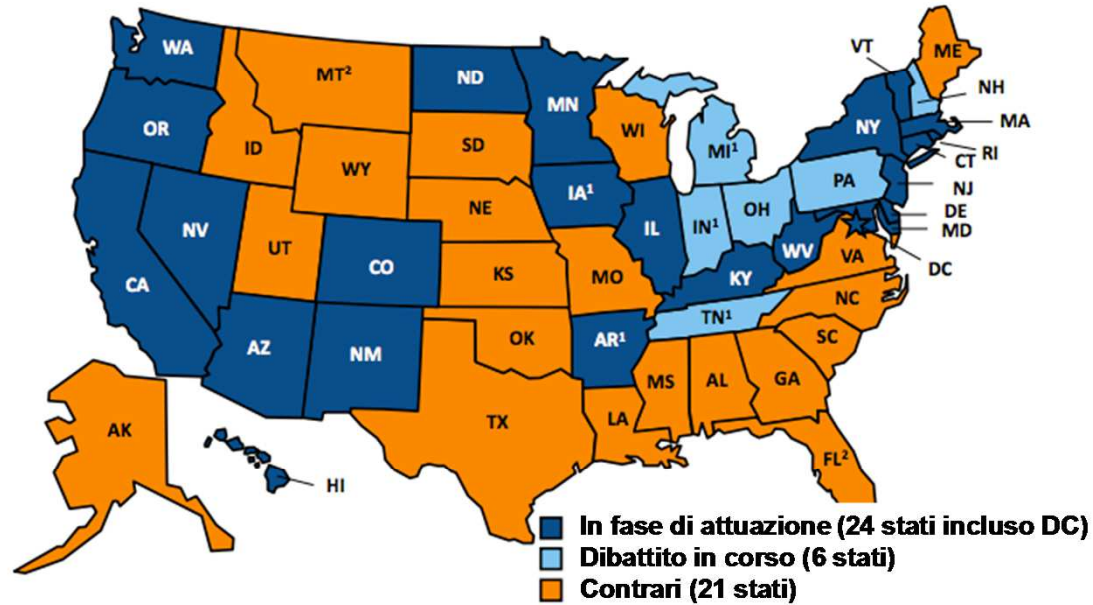 WA
MT²
ND
MN
VT
ME
NH
OR
ID
SD
WI
MI¹
NY
MA
WY
RI
CT
IA¹
PA
NJ
NE
NV
IL
IN¹
OH
DE
MD
UT
CO
WV
VA
CA
KS
MO
KY
DC
NC
TN¹
AZ
NM
OK
AR¹
SC
MS
AL
GA
TX
LA
AK
FL²
HI
In fase di attuazione (24 stati incluso DC)
Dibattito in corso (6 stati)
Contrari (21 stati)